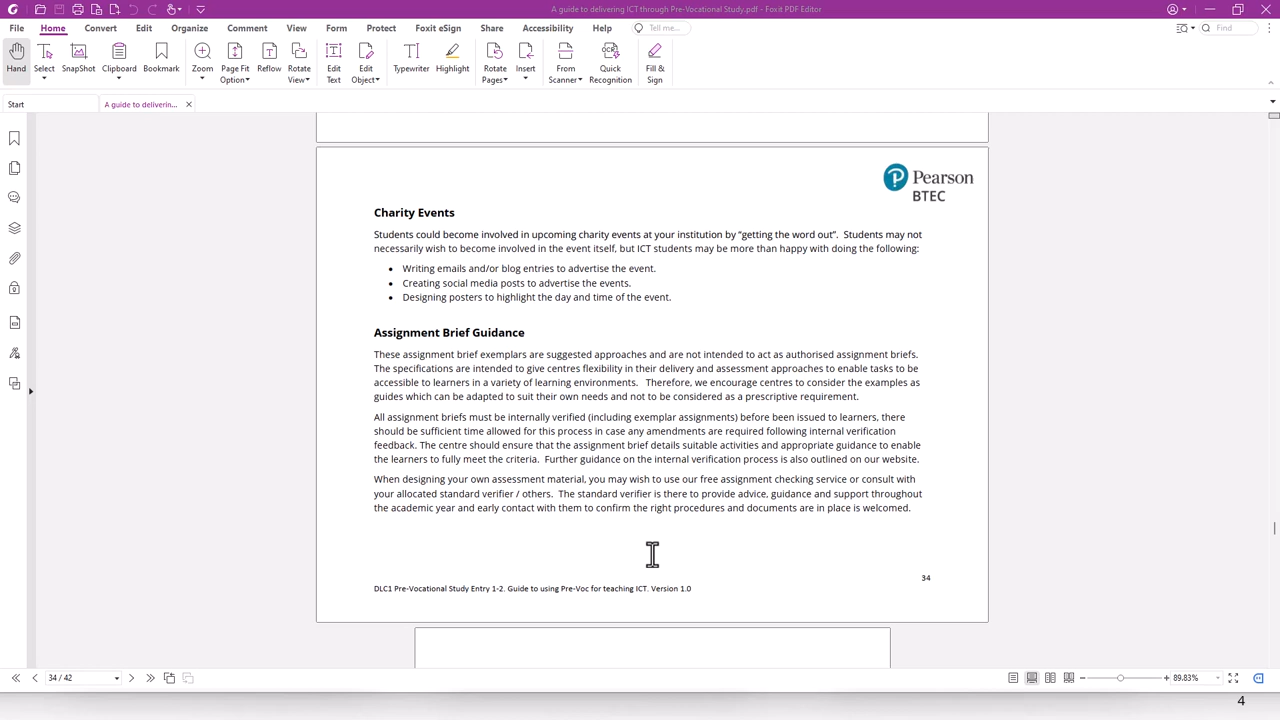 A guide to delivering ICT through Pre-Vocational Study.pdf - Foxit PDF Editor
File Home Convert Edit Organize Comment View Form Protect Foxit eSign Share Accessibility Help Tell me... Find
Hand Select SnapShot Clipboard Bookmark Zoom Page Fit Option Reflow Rotate View Edit Text Edit Object Typewriter Highlight Rotate Pages Insert From Scanner OCR Quick Recognition Fill & Sign
Start A guide to deliverin...
Pearson
BTEC
Charity Events
Students could become involved in upcoming charity events at your institution by “getting the word out”. Students may not
necessarily wish to become involved in the event itself, but ICT students may be more than happy with doing the following:
• Writing emails and/or blog entries to advertise the event.
• Creating social media posts to advertise the events.
• Designing posters to highlight the day and time of the event.
Assignment Brief Guidance
These assignment brief exemplars are suggested approaches and are not intended to act as authorised assignment briefs.
The specifications are intended to give centres flexibility in their delivery and assessment approaches to enable tasks to be
accessible to learners in a variety of learning environments. Therefore, we encourage centres to consider the examples as
guides which can be adapted to suit their own needs and not to be considered as a prescriptive requirement.
All assignment briefs must be internally verified (including exemplar assignments) before been issued to learners, there
should be sufficient time allowed for this process in case any amendments are required following internal verification
feedback. The centre should ensure that the assignment brief details suitable activities and appropriate guidance to enable
the learners to fully meet the criteria. Further guidance on the internal verification process is also outlined on our website.
When designing your own assessment material, you may wish to use our free assignment checking service or consult with
your allocated standard verifier / others. The standard verifier is there to provide advice, guidance and support throughout
the academic year and early contact with them to confirm the right procedures and documents are in place is welcomed.
34
DLC1 Pre-Vocational Study Entry 1-2. Guide to using Pre-Voc for teaching ICT. Version 1.0
34 / 42
89.83%
4